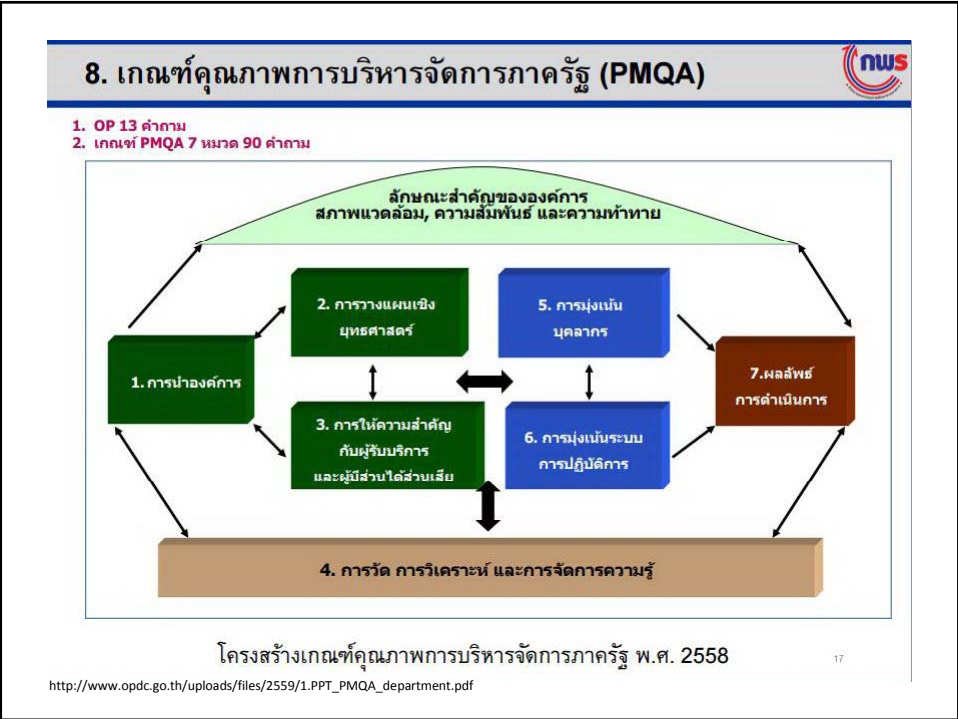 8. เกณฑ์คุณภาพการบริหารจัดการภาครัฐ (PMQA)
กพร
1. OP 13 คำถาม
2. เกณฑ์ PMQA 7 หมวด 90 คำถาม
ลักษณะสำคัญขององค์การ
สภาพแวดล้อม, ความสัมพันธ์ และความท้าทาย
1. การนำองค์การ
2. การวางแผนเชิง
ยุทธศาสตร์
3. การให้ความสำคัญ
กับผู้รับบริการ
และผู้มีส่วนได้ส่วนเสีย
5. การมุ่งเน้น
บุคลากร
6. การมุ่งเน้นระบบ
การปฏิบัติการ
7.ผลลัพธ์
การดำเนินการ
4. การวัด การวิเคราะห์ และการจัดการความรู้
โครงสร้างเกณฑ์คุณภาพการบริหารจัดการภาครัฐ พ.ศ. 2558
17
http://www.opdc.go.th/uploads/files/2559/1.PPT_PMQA_department.pdf